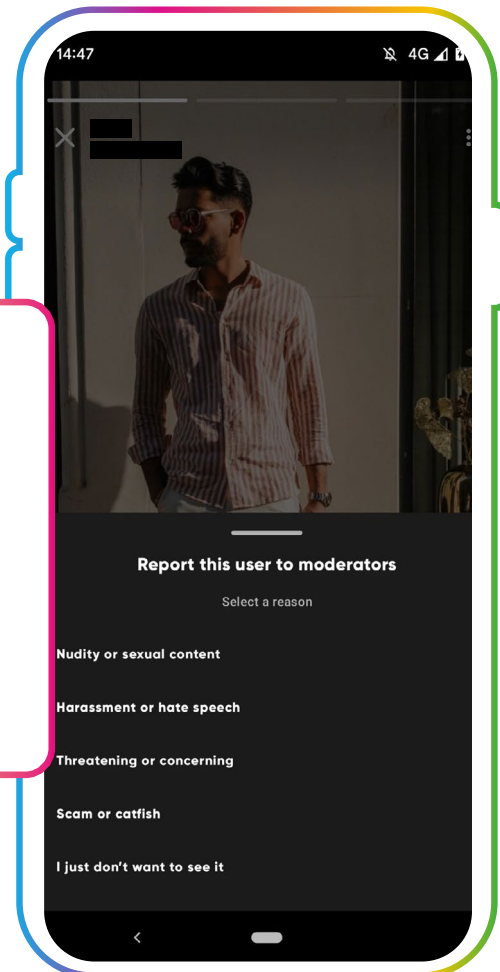 14:47
4G
Report this user to moderators
Select a reason
Nudity or sexual content
Harassment or hate speech
Threatening or concerning
Scam or catfish
I just don't want to see it